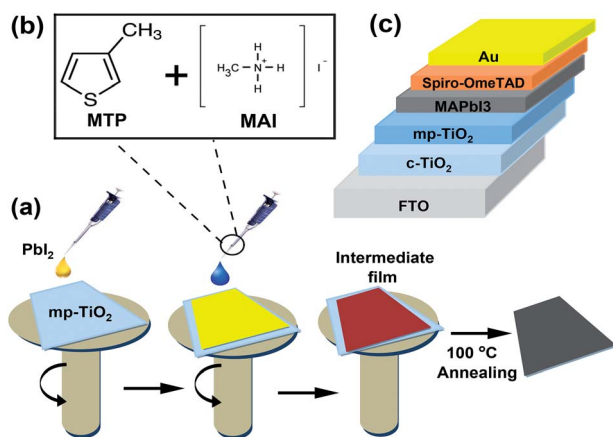 (b)
CH₃
S
MTP
+
H
H₃C—N⁺—H
H
I⁻
MAI
(c)
Au
Spiro-OmeTAD
MAPbI3
mp-TiO₂
c-TiO₂
FTO
(a)
PbI₂
mp-TiO₂
Intermediate
film
100 °C
Annealing